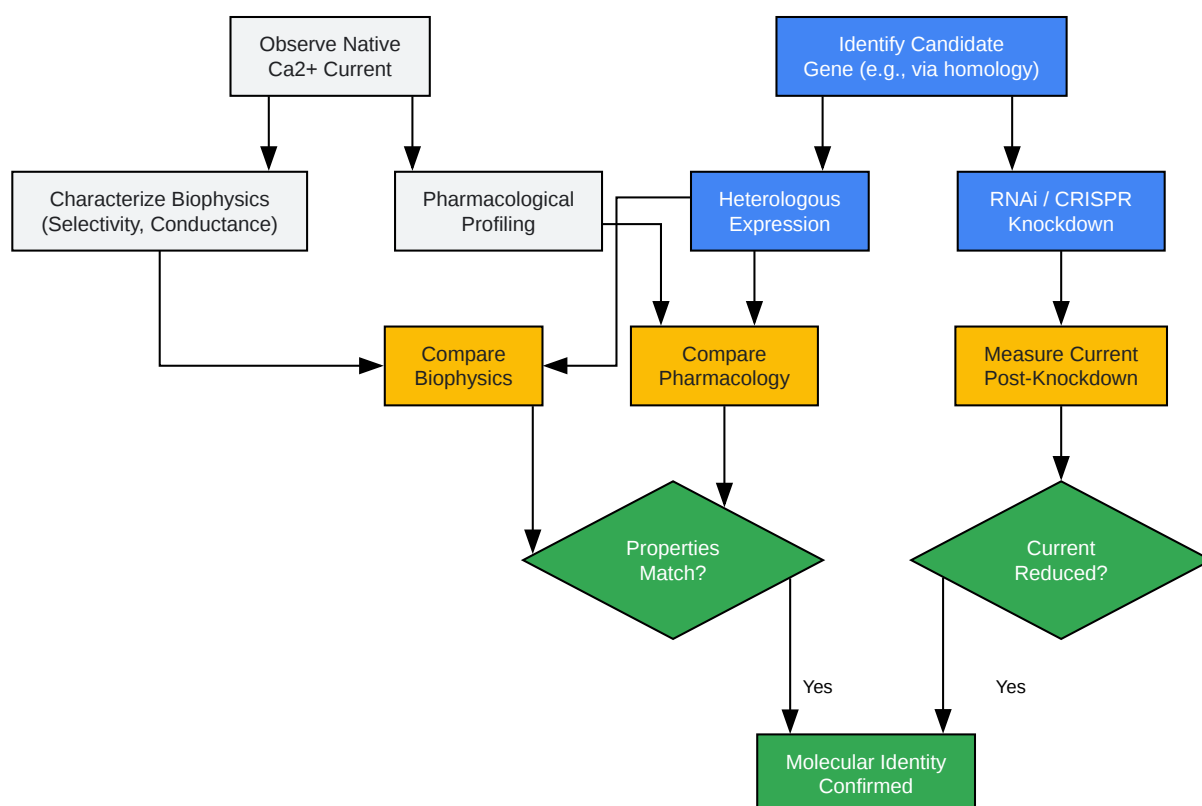 Observe Native
Ca2+ Current
Identify Candidate
Gene (e.g., via homology)
Characterize Biophysics
(Selectivity, Conductance)
Pharmacological
Profiling
Heterologous
Expression
RNAi / CRISPR
Knockdown
Compare
Biophysics
Compare
Pharmacology
Measure Current
Post-Knockdown
Properties
Match?
Current
Reduced?
Yes
Yes
Molecular Identity
Confirmed